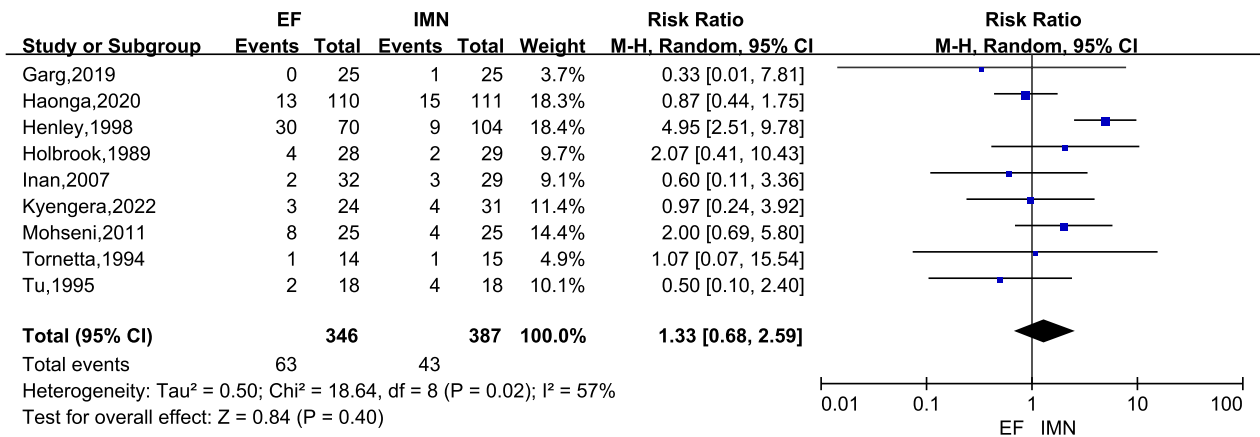 EF IMN Risk Ratio Risk Ratio
Study or Subgroup Events Total Events Total Weight M-H, Random, 95% CI M-H, Random, 95% CI
Garg,2019 0 25 1 25 3.7% 0.33 [0.01, 7.81]
Haonga,2020 13 110 15 111 18.3% 0.87 [0.44, 1.75]
Henley,1998 30 70 9 104 18.4% 4.95 [2.51, 9.78]
Holbrook,1989 4 28 2 29 9.7% 2.07 [0.41, 10.43]
Inan,2007 2 32 3 29 9.1% 0.60 [0.11, 3.36]
Kyengera,2022 3 24 4 31 11.4% 0.97 [0.24, 3.92]
Mohseni,2011 8 25 4 25 14.4% 2.00 [0.69, 5.80]
Tornetta,1994 1 14 1 15 4.9% 1.07 [0.07, 15.54]
Tu,1995 2 18 4 18 10.1% 0.50 [0.10, 2.40]
Total (95% CI) 346 387 100.0% 1.33 [0.68, 2.59]
Total events 63 43
Heterogeneity: Tau² = 0.50; Chi² = 18.64, df = 8 (P = 0.02); I² = 57%
Test for overall effect: Z = 0.84 (P = 0.40)
0.01 0.1 1 10 100
EF IMN